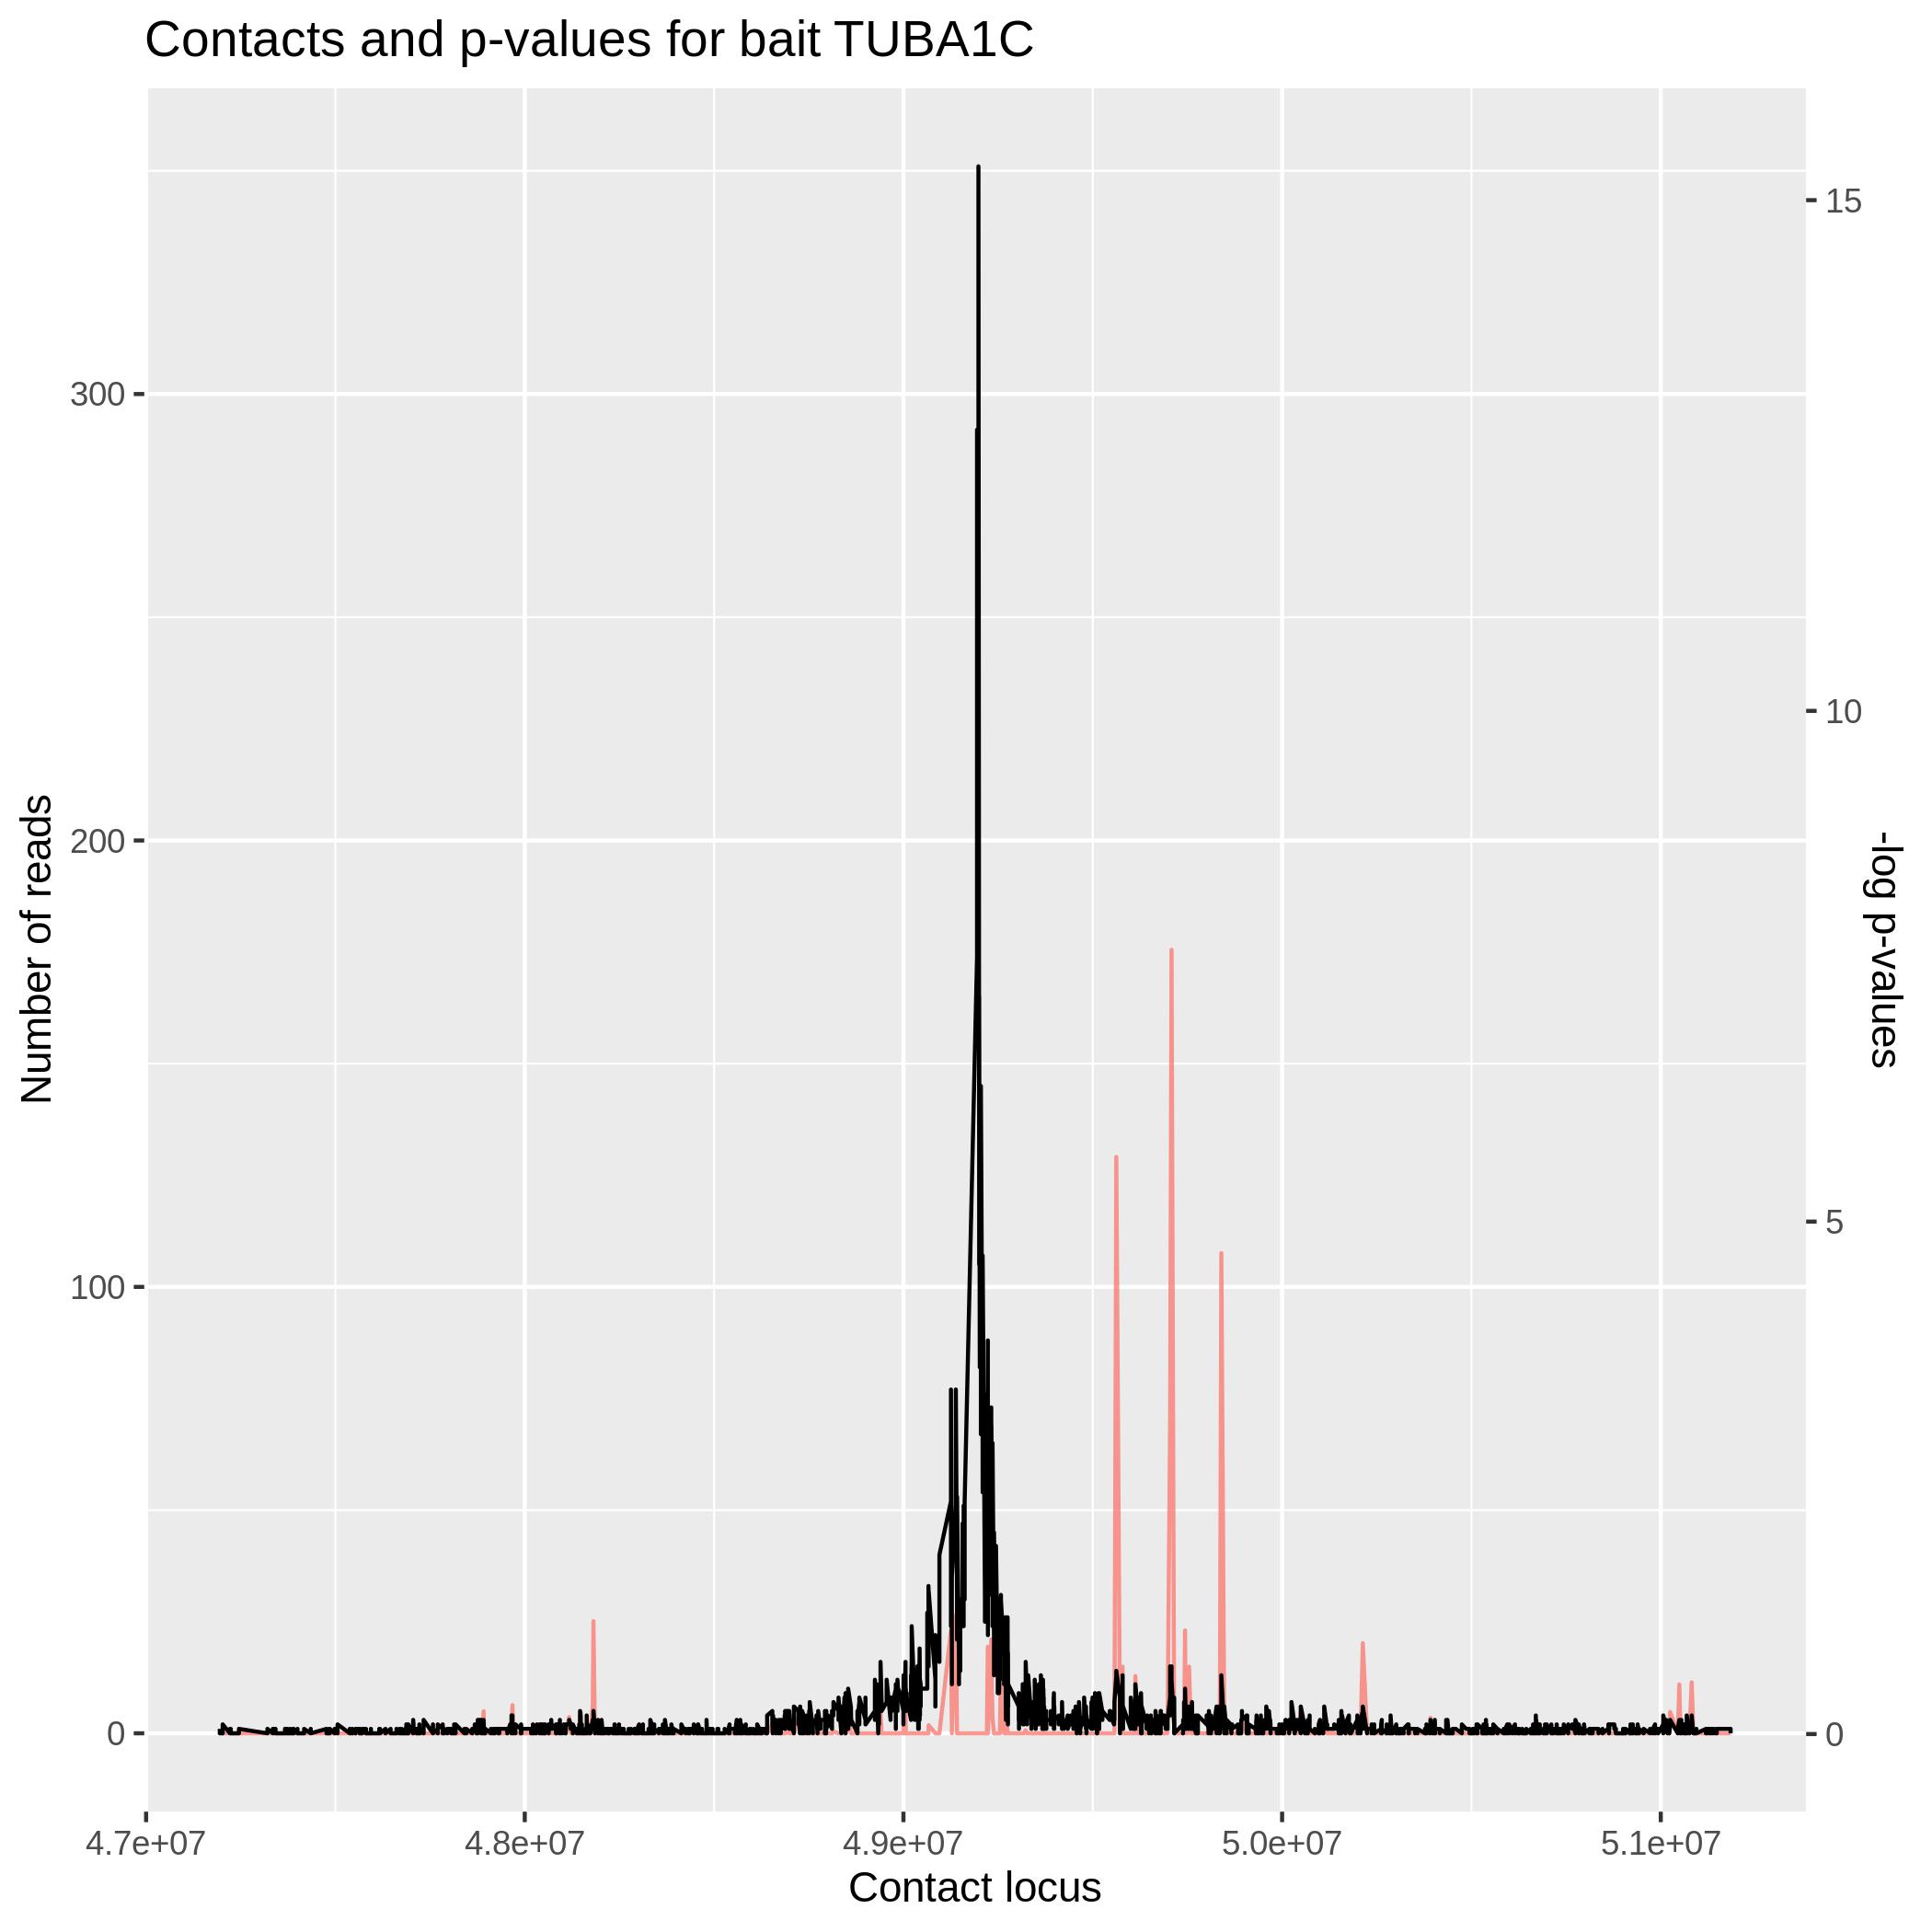 Contacts and p-values for bait TUBA1C
Number of reads
300
200
100
0
15
10
5
0
-log p-values
4.7e+07
4.8e+07
4.9e+07
5.0e+07
5.1e+07
Contact locus